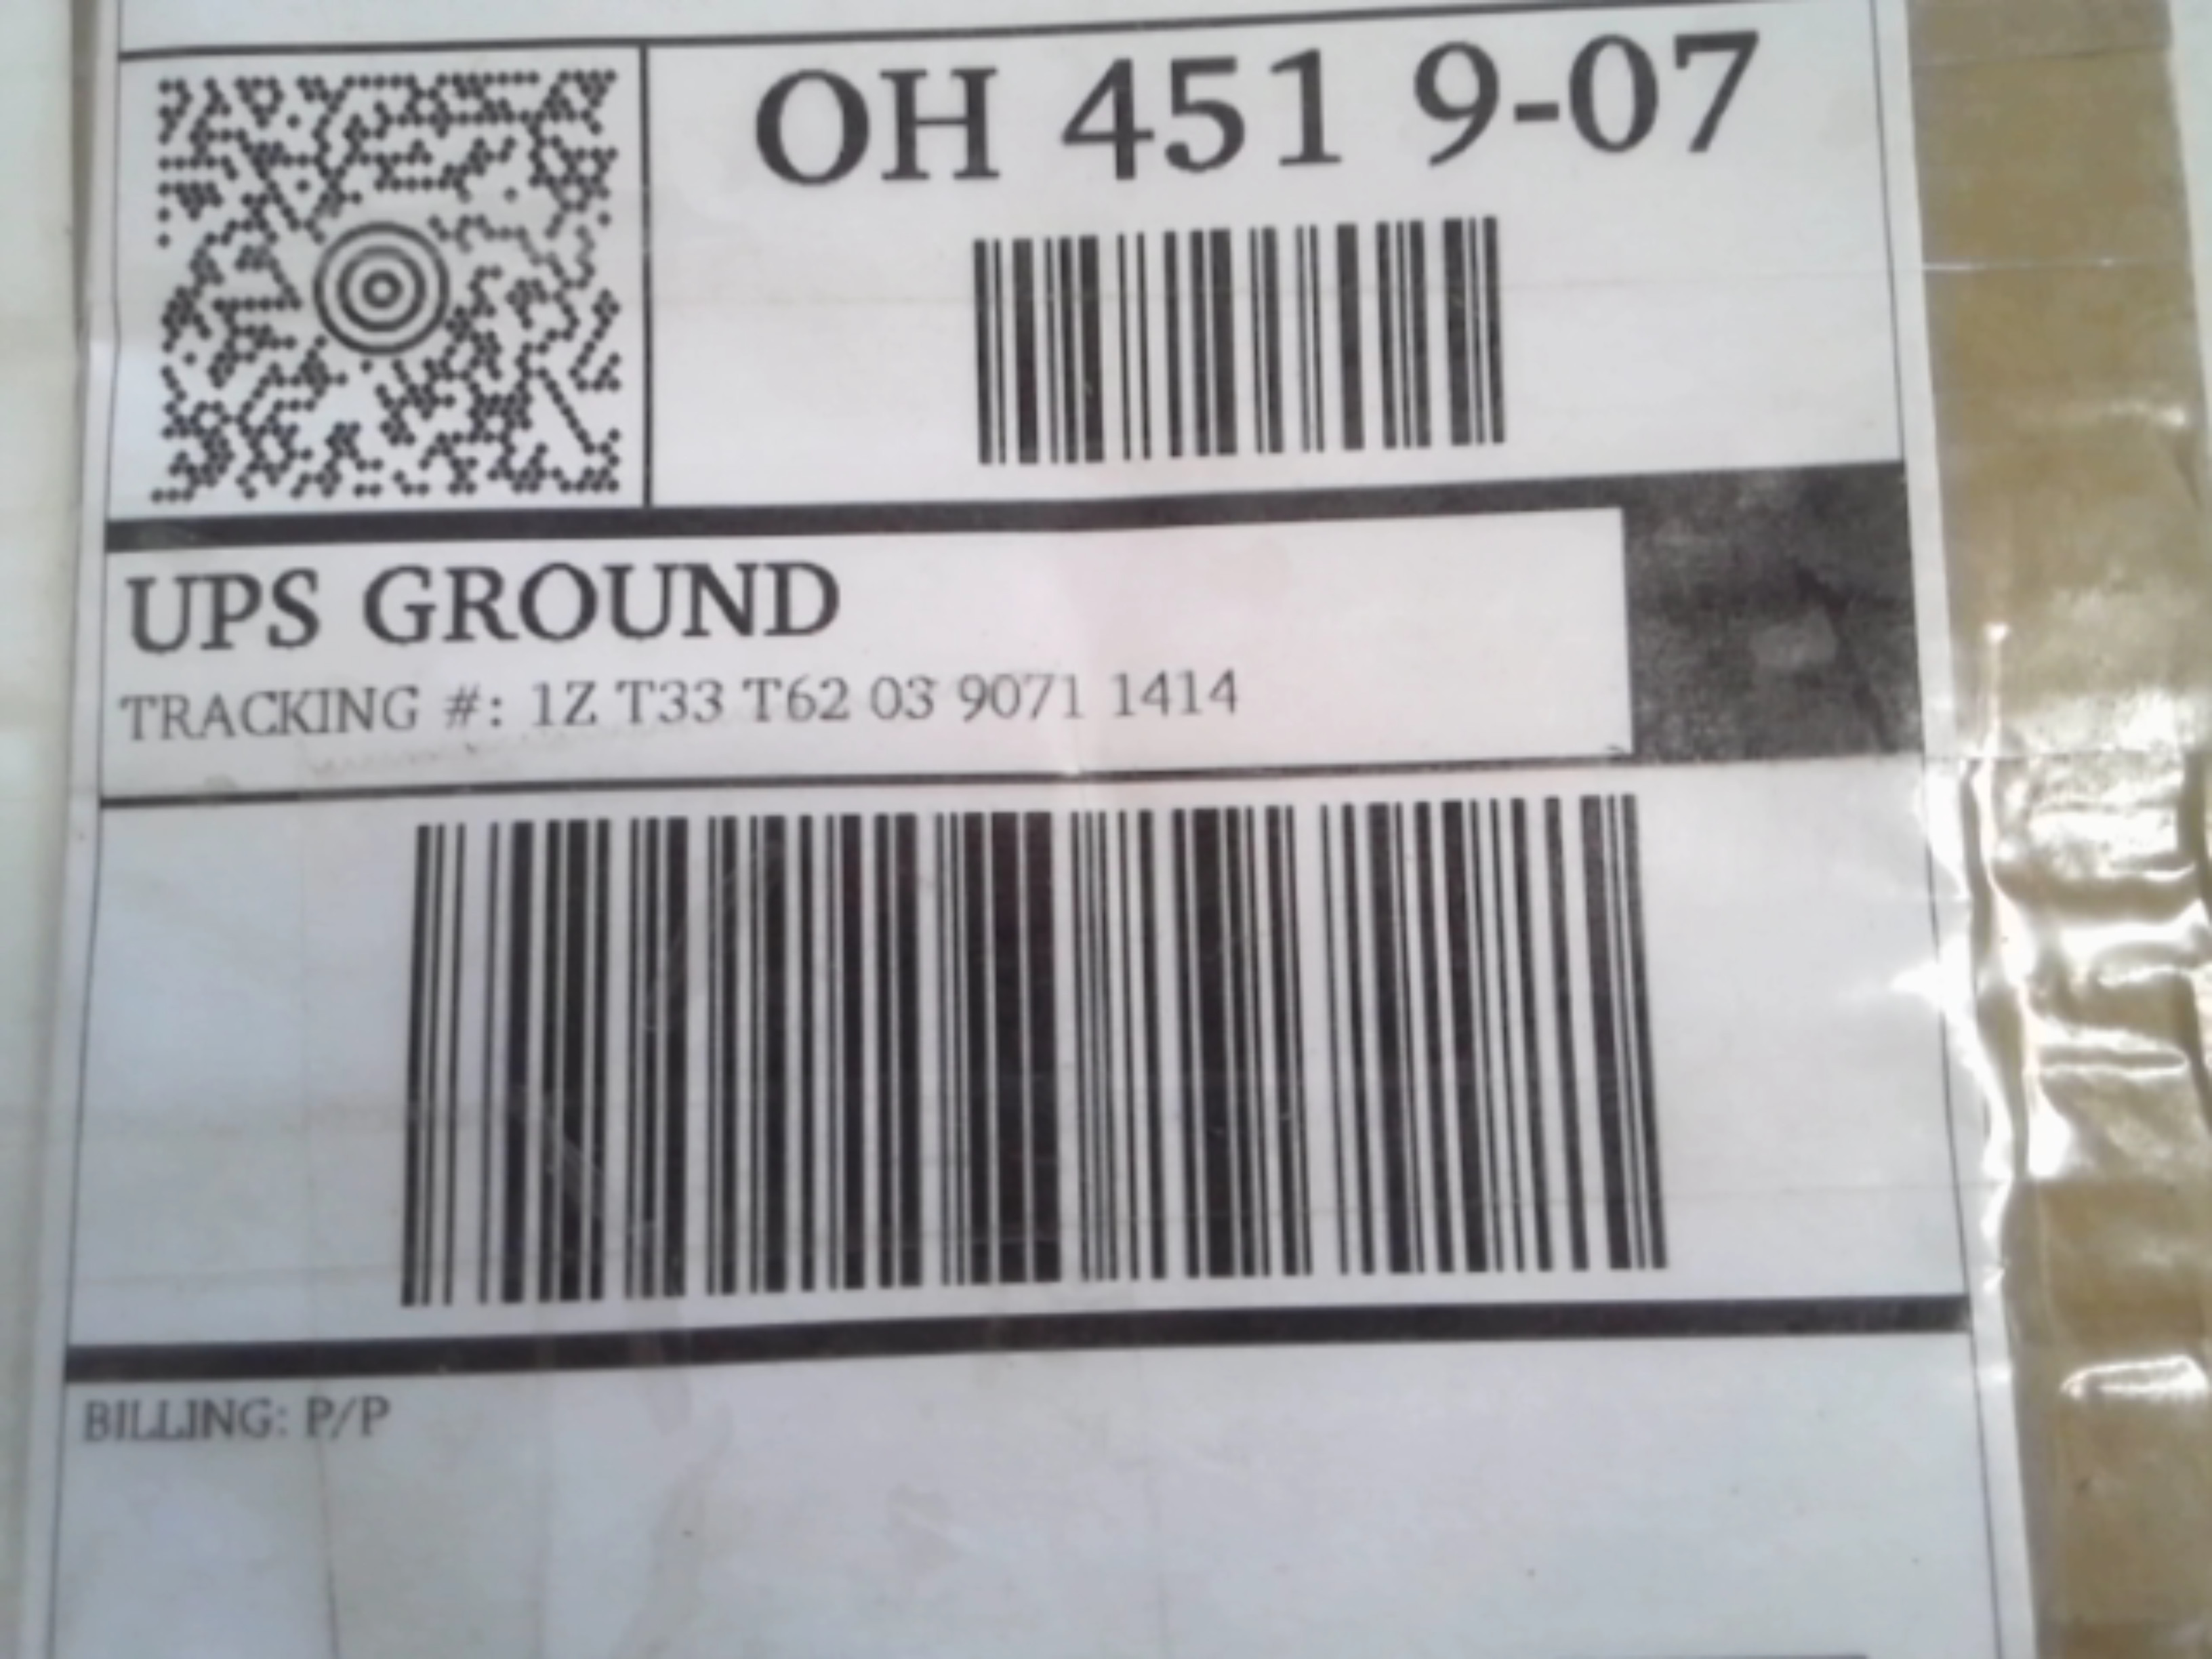 OH 451 9-07
UPS GROUND
TRACKING #: 1Z T33 T62 03 9071 1414
BILLING: P/P